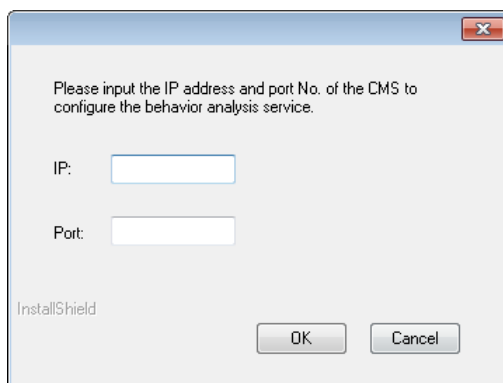 Please input the IP address and port No. of the CMS to
configure the behavior analysis service.
IP:
Port:
InstallShield
OK
Cancel